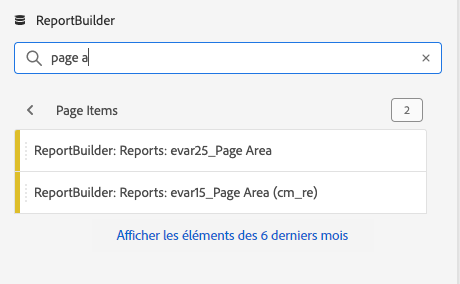 ReportBuilder
page a
Page Items
2
ReportBuilder: Reports: evar25_Page Area
ReportBuilder: Reports: evar15_Page Area (cm_re)
Afficher les éléments des 6 derniers mois